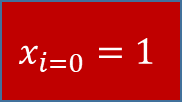 $x_{i=0} = 1$